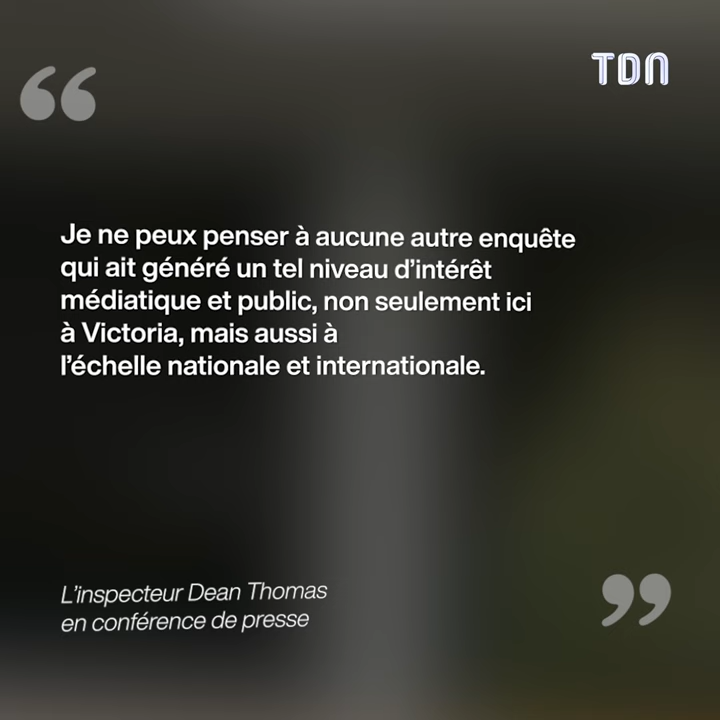 TDN
“
Je ne peux penser à aucune autre enquête
qui ait généré un tel niveau d’intérêt
médiatique et public, non seulement ici
à Victoria, mais aussi à
l’échelle nationale et internationale.
L’inspecteur Dean Thomas
en conférence de presse
”